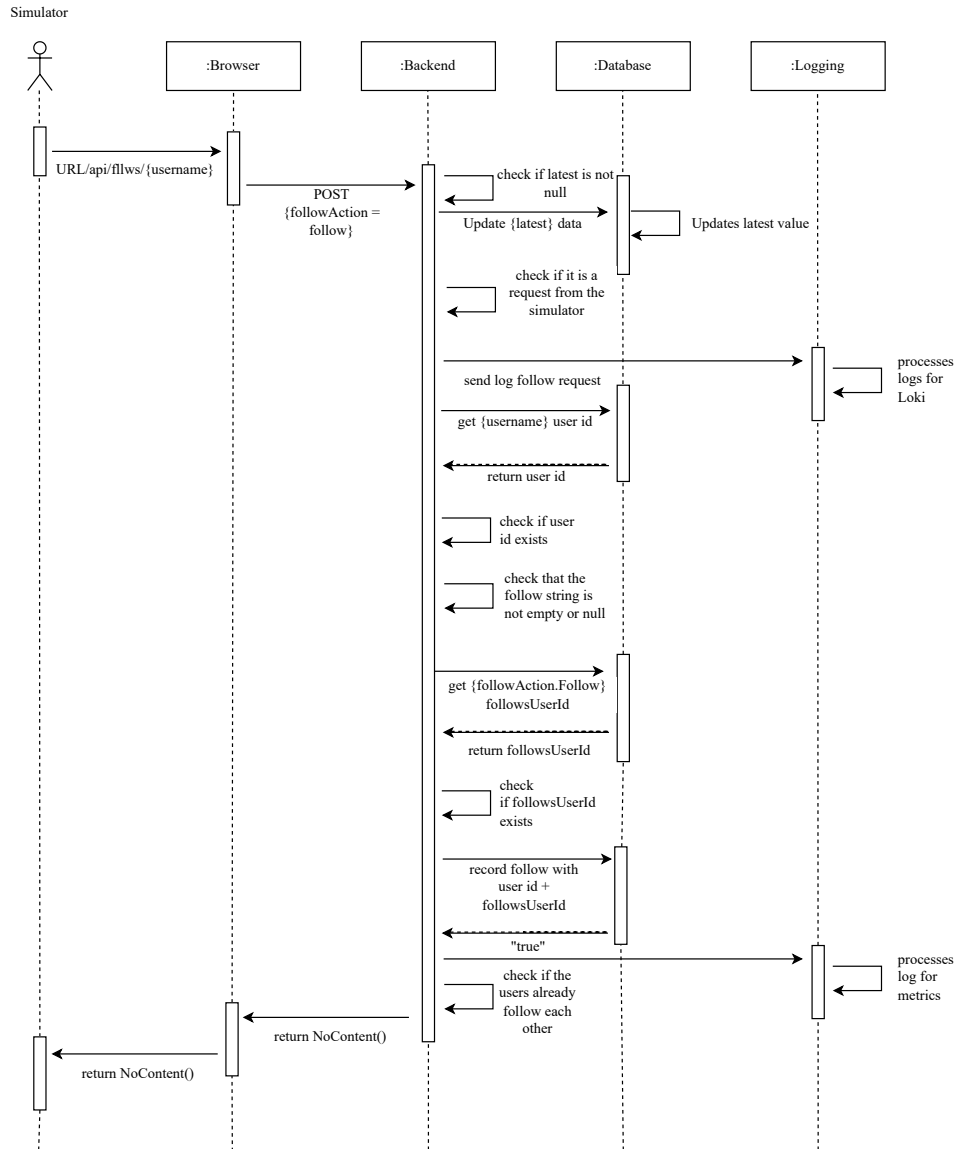 Simulator
:Browser
:Backend
:Database
:Logging
URL/api/fllws/{username}
POST
{followAction =
follow}
check if latest is not
null
Update {latest} data
Updates latest value
check if it is a
request from the
simulator
send log follow request
processes
logs for
Loki
get {username} user id
return user id
check if user
id exists
check that the
follow string is
not empty or null
get {followAction.Follow}
followsUserId
return followsUserId
check
if followsUserId
exists
record follow with
user id +
followsUserId
"true"
processes
log for
metrics
check if the
users already
follow each
other
return NoContent()
return NoContent()